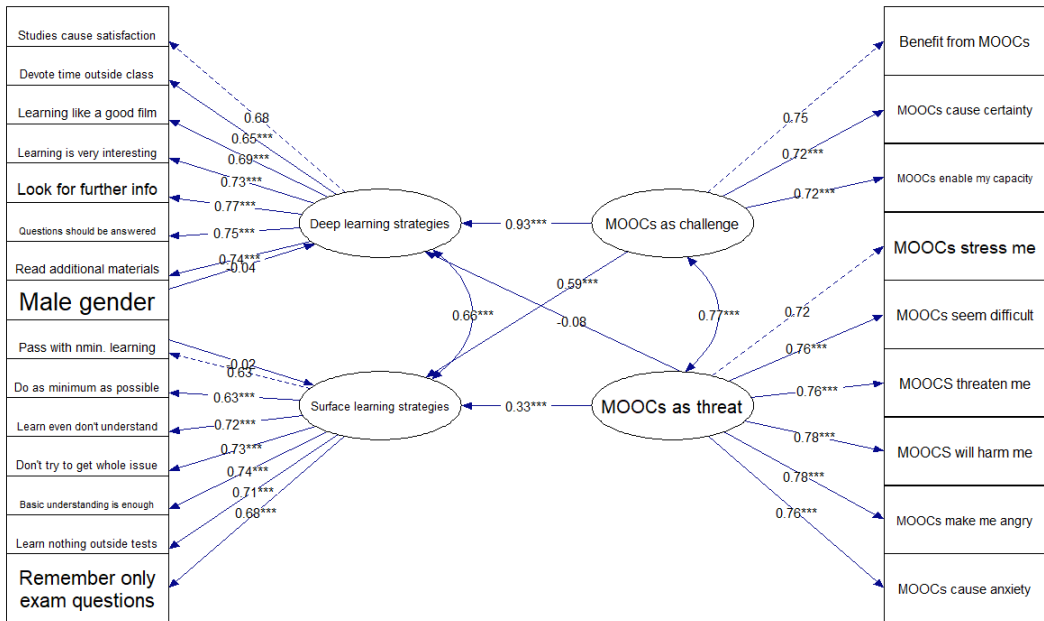 Studies cause satisfaction
Devote time outside class
Learning like a good film
Learning is very interesting
Look for further info
Questions should be answered
Read additional materials
Male gender
Pass with nmin. learning
Do as minimum as possible
Learn even don't understand
Don't try to get whole issue
Basic understanding is enough
Learn nothing outside tests
Remember only
exam questions
0.68
0.65***
0.69***
0.73***
0.77***
0.75***
0.74***
-0.04
-0.02
0.63
0.63***
0.72***
0.73***
0.74***
0.71***
0.68***
Deep learning strategies
Surface learning strategies
0.93***
0.59***
0.66***
-0.08
0.77***
0.33***
MOOCs as challenge
MOOCs as threat
0.75
0.72***
0.72***
0.72
0.76***
0.76***
0.78***
0.78***
0.76***
Benefit from MOOCs
MOOCs cause certainty
MOOCs enable my capacity
MOOCs stress me
MOOCs seem difficult
MOOCS threaten me
MOOCS will harm me
MOOCs make me angry
MOOCs cause anxiety